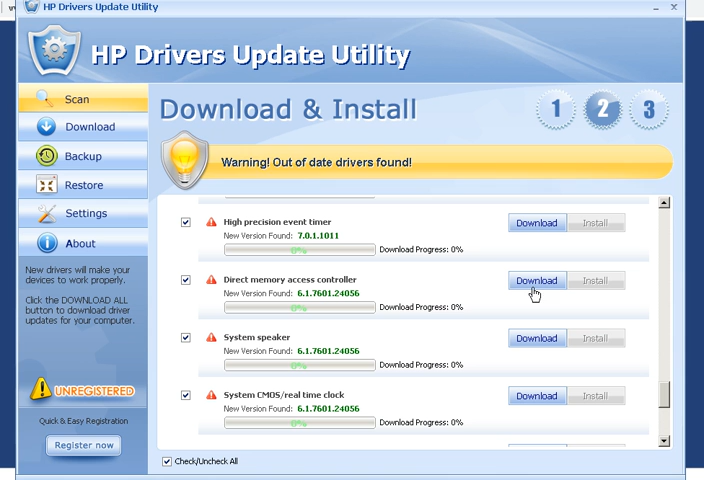 HP Drivers Update Utility
HP Drivers Update Utility
Scan
Download
Backup
Restore
Settings
About
New drivers will make your
devices to work properly.
Click the DOWNLOAD ALL
button to download driver
updates for your computer.
UNREGISTERED
Quick & Easy Registration
Register now
Download & Install
1 2 3
Warning! Out of date drivers found!
High precision event timer
New Version Found: 7.0.1.1011
0% Download Progress: 0%
Download Install
Direct memory access controller
New Version Found: 6.1.7601.24056
0% Download Progress: 0%
Download Install
System speaker
New Version Found: 6.1.7601.24056
0% Download Progress: 0%
Download Install
System CMOS/real time clock
New Version Found: 6.1.7601.24056
0% Download Progress: 0%
Download Install
Check/Uncheck All